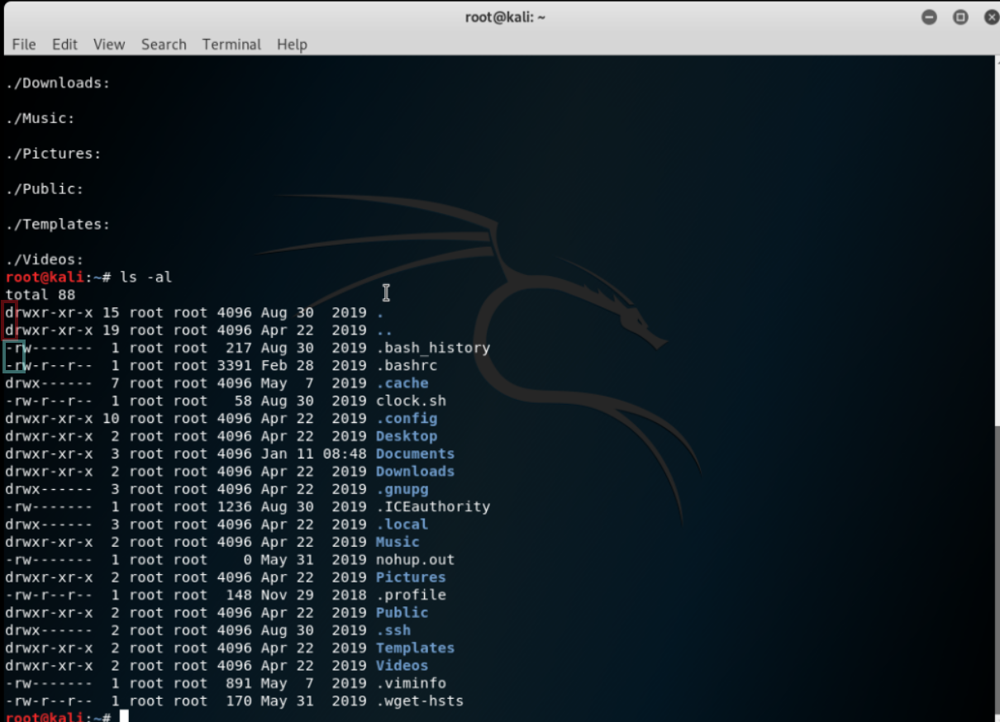 root@kali: ~
File Edit View Search Terminal Help
./Downloads:
./Music:
./Pictures:
./Public:
./Templates:
./Videos:
root@kali:~# ls -al
total 88
drwxr-xr-x 15 root root 4096 Aug 30  2019 .
drwxr-xr-x 19 root root 4096 Apr 22  2019 ..
-rw-------  1 root root  217 Aug 30  2019 .bash_history
-rw-r--r--  1 root root 3391 Feb 28  2019 .bashrc
drwx------  7 root root 4096 May  7  2019 .cache
-rw-r--r--  1 root root   58 Aug 30  2019 clock.sh
drwxr-xr-x 10 root root 4096 Apr 22  2019 .config
drwxr-xr-x  2 root root 4096 Apr 22  2019 Desktop
drwxr-xr-x  3 root root 4096 Jan 11 08:48 Documents
drwxr-xr-x  2 root root 4096 Apr 22  2019 Downloads
drwx------  3 root root 4096 Apr 22  2019 .gnupg
-rw-------  1 root root 1236 Aug 30  2019 .ICEauthority
drwx------  3 root root 4096 Apr 22  2019 .local
drwxr-xr-x  2 root root 4096 Apr 22  2019 Music
-rw-------  1 root root    0 May 31  2019 nohup.out
drwxr-xr-x  2 root root 4096 Apr 22  2019 Pictures
-rw-r--r--  1 root root  148 Nov 29  2018 .profile
drwxr-xr-x  2 root root 4096 Apr 22  2019 Public
drwx------  2 root root 4096 Aug 30  2019 .ssh
drwxr-xr-x  2 root root 4096 Apr 22  2019 Templates
drwxr-xr-x  2 root root 4096 Apr 22  2019 Videos
-rw-------  1 root root  891 May  7  2019 .viminfo
-rw-r--r--  1 root root  170 May 31  2019 .wget-hsts
root@kali:~#